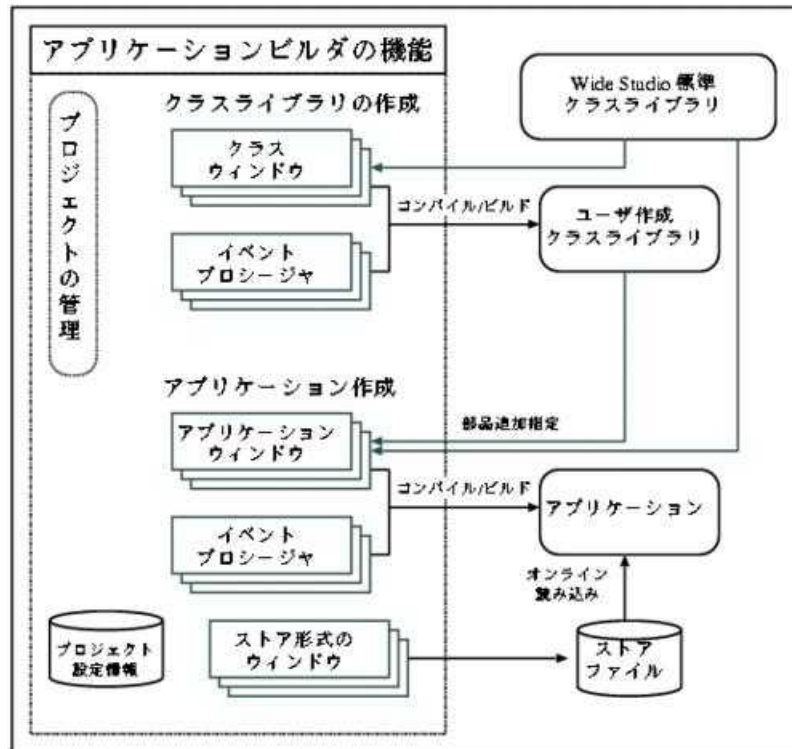 アプリケーションビルダの機能
プロジェクトの管理
クラスライブラリの作成
クラス
ウィンドウ
イベント
プロシージャ
コンパイル/ビルド
Wide Studio 標準
クラスライブラリ
ユーザ作成
クラスライブラリ
アプリケーション作成
アプリケーション
ウィンドウ
イベント
プロシージャ
部品追加指定
コンパイル/ビルド
アプリケーション
オンライン
読み込み
プロジェクト
設定情報
ストア形式の
ウィンドウ
ストア
ファイル